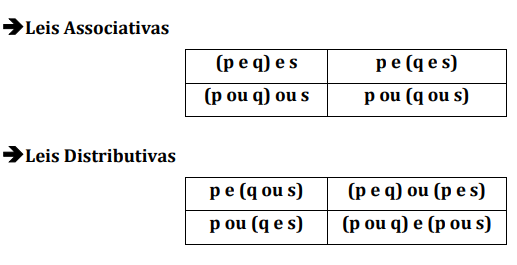 ➔Leis Associativas
(p e q) e s p e (q e s)
(p ou q) ou s p ou (q ou s)
➔Leis Distributivas
p e (q ou s) (p e q) ou (p e s)
p ou (q e s) (p ou q) e (p ou s)